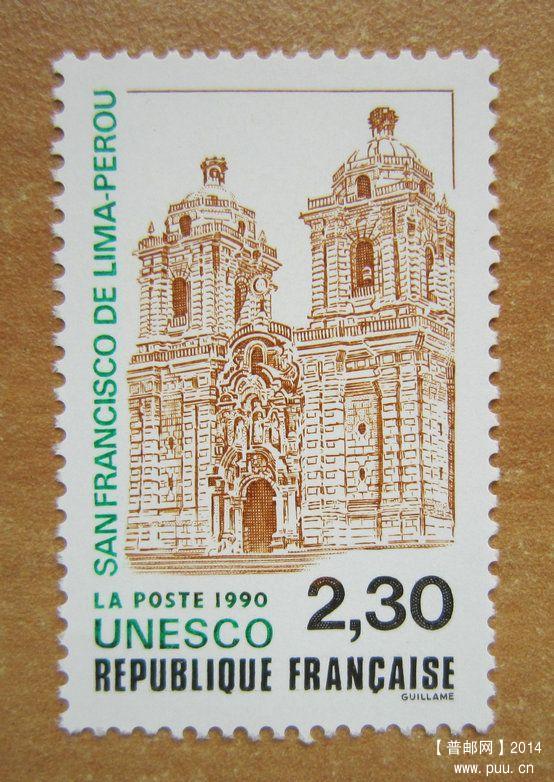 SAN FRANCISCO DE LIMA-PEROU
LA POSTE 1990
2,30
UNESCO
REPUBLIQUE FRANÇAISE
GUILLAME
【普邮网】2014
www.puu.cn